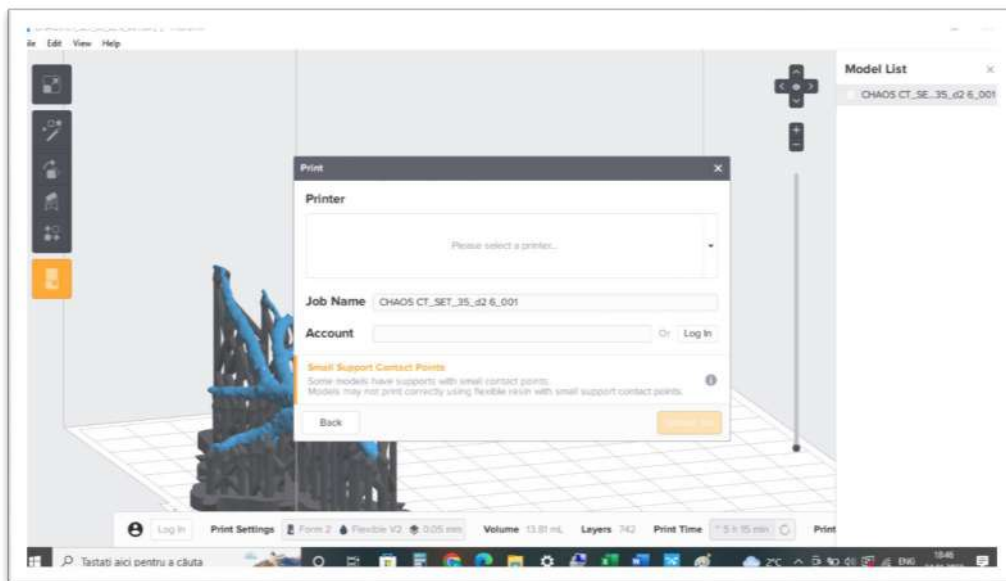 Edit View Help
Model List
CHAOS CT_SE...35_d2 6_001
Print
Printer
Please select a printer...
Job Name CHAOS CT_SET_35_d2 6_001
Account Or Log In
Small Support Contact Points
Some models have supports with small contact points.
Models may not print correctly using flexible resin with small support contact points.
Back
Log In Print Settings Form 2 Flexible V2 0.05 mm Volume 13.81 mL Layers 742 Print Time 5 h 15 min Print
Tastați aici pentru a căuta 2°C ENG 18:46